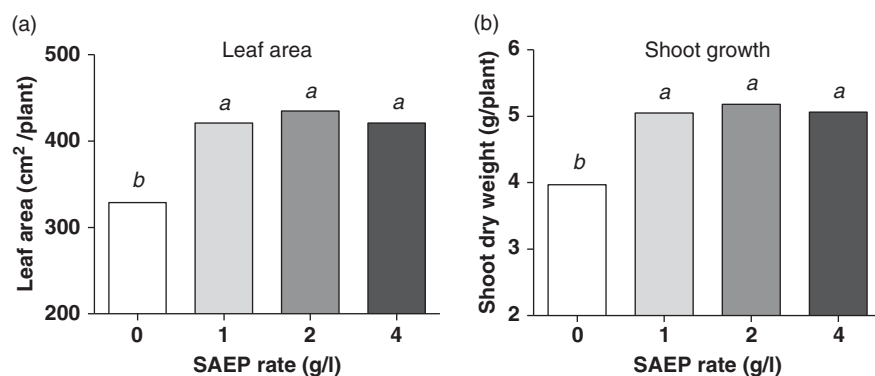 (a)
Leaf area
Leaf area (cm² /plant)
500
400
300
200
b
a
a
a
0
1
2
4
SAEP rate (g/l)
(b)
Shoot growth
Shoot dry weight (g/plant)
6
5
4
3
2
b
a
a
a
0
1
2
4
SAEP rate (g/l)